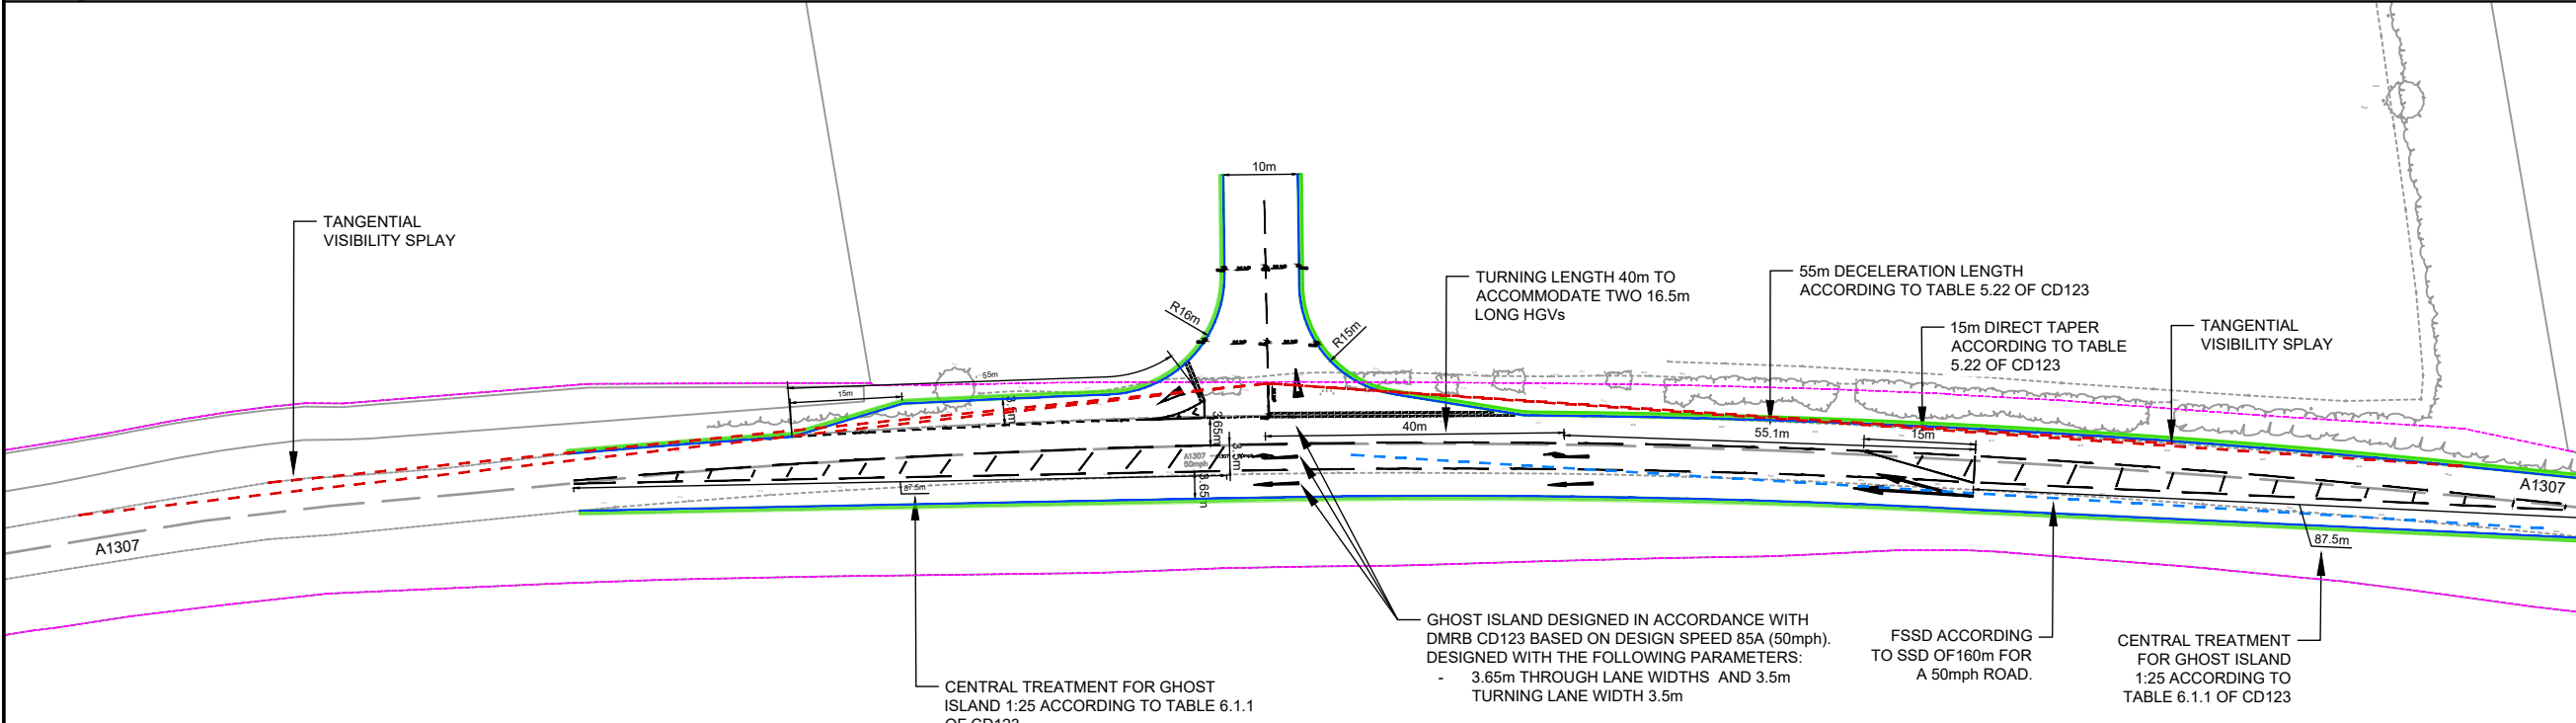 10m
TANGENTIAL
VISIBILITY SPLAY
TURNING LENGTH 40m TO
ACCOMMODATE TWO 16.5m
LONG HGVs
55m DECELERATION LENGTH
ACCORDING TO TABLE 5.22 OF CD123
15m DIRECT TAPER
ACCORDING TO TABLE
5.22 OF CD123
TANGENTIAL
VISIBILITY SPLAY
R16m
R15m
55m
15m
3.65m
3.5m
3.65m
40m
55.1m
15m
A1307
50mph
87.5m
A1307
A1307
87.5m
GHOST ISLAND DESIGNED IN ACCORDANCE WITH
DMRB CD123 BASED ON DESIGN SPEED 85A (50mph).
DESIGNED WITH THE FOLLOWING PARAMETERS:
- 3.65m THROUGH LANE WIDTHS AND 3.5m
TURNING LANE WIDTH 3.5m
FSSD ACCORDING
TO SSD OF160m FOR
A 50mph ROAD.
CENTRAL TREATMENT
FOR GHOST ISLAND
1:25 ACCORDING TO
TABLE 6.1.1 OF CD123
CENTRAL TREATMENT FOR GHOST
ISLAND 1:25 ACCORDING TO TABLE 6.1.1
OF CD123